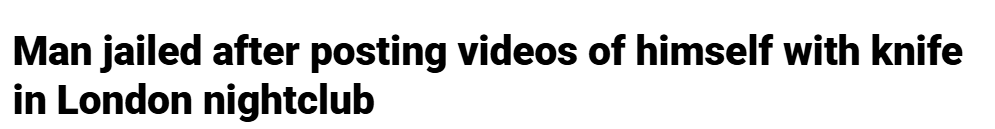 Man jailed after posting videos of himself with knife
in London nightclub